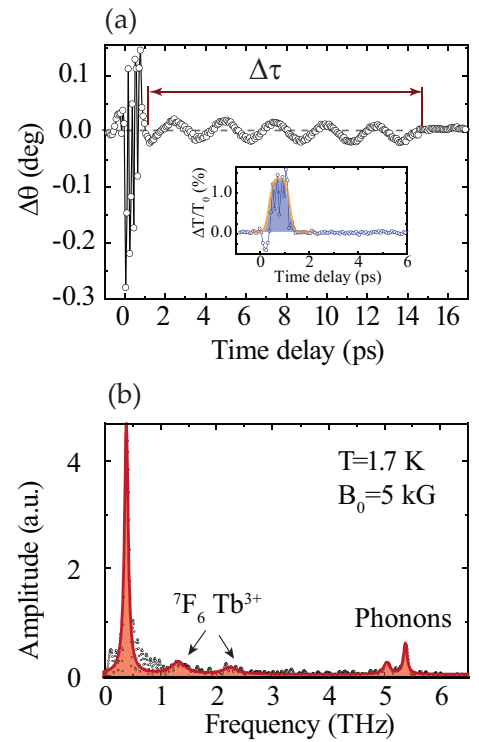 (a)
0.1
0.0
-0.1
-0.2
-0.3
Δθ (deg)
Δτ
ΔT/T₀ (%)
1.0
0.0
0 2 4 6
Time delay (ps)
0 2 4 6 8 10 12 14 16
Time delay (ps)
(b)
4
2
0
Amplitude (a.u.)
T=1.7 K
B₀=5 kG
⁷F₆ Tb³⁺
Phonons
0 1 2 3 4 5 6
Frequency (THz)